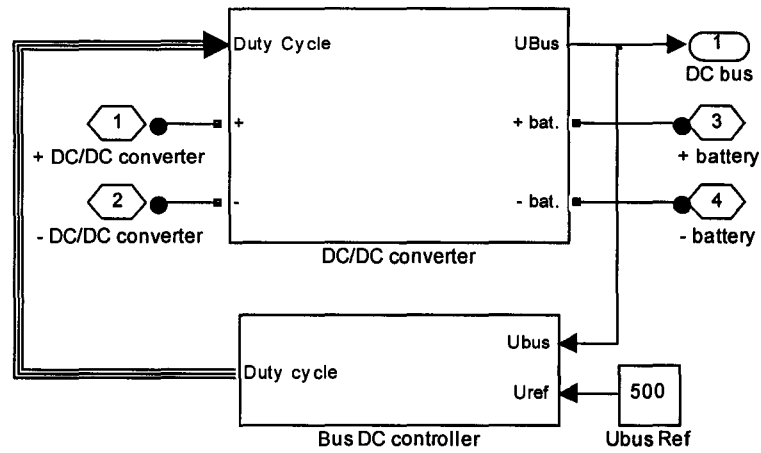 Duty Cycle
UBus
1
DC bus
1
+
+ bat.
3
+ DC/DC converter
+ battery
2
-
- bat.
4
- DC/DC converter
- battery
DC/DC converter
Ubus
Duty cycle
Uref
500
Bus DC controller
Ubus Ref